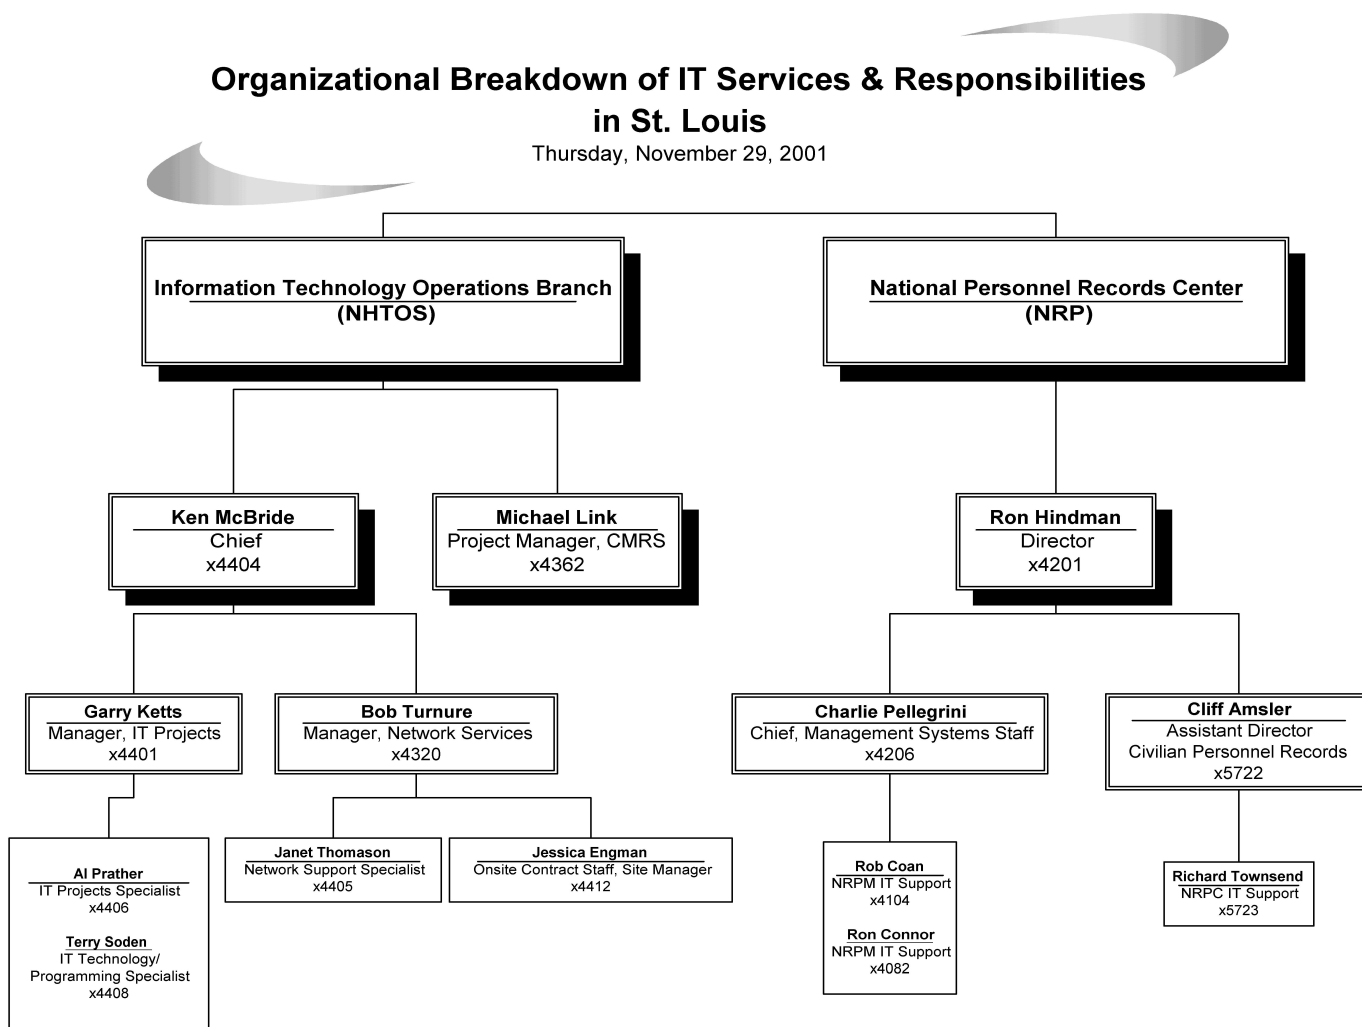 Organizational Breakdown of IT Services & Responsibilities
in St. Louis
Thursday, November 29, 2001
Information Technology Operations Branch
(NHTOS)
National Personnel Records Center
(NRP)
Ken McBride
Chief
x4404
Michael Link
Project Manager, CMRS
x4362
Ron Hindman
Director
x4201
Garry Ketts
Manager, IT Projects
x4401
Bob Turnure
Manager, Network Services
x4320
Charlie Pellegrini
Chief, Management Systems Staff
x4206
Cliff Amsler
Assistant Director
Civilian Personnel Records
x5722
Al Prather
IT Projects Specialist
x4406
Terry Soden
IT Technology/
Programming Specialist
x4408
Janet Thomason
Network Support Specialist
x4405
Jessica Engman
Onsite Contract Staff, Site Manager
x4412
Rob Coan
NRPM IT Support
x4104
Ron Connor
NRPM IT Support
x4082
Richard Townsend
NRPC IT Support
x5723